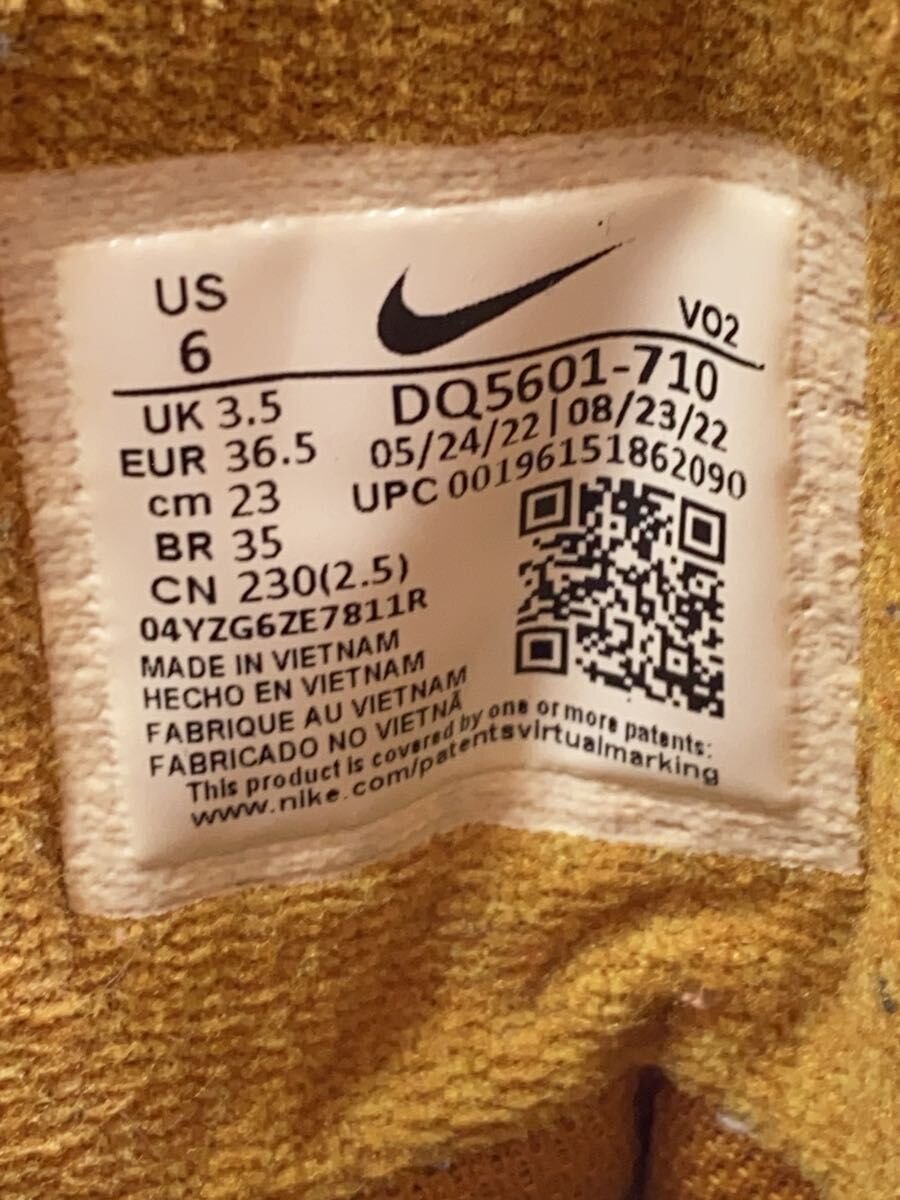 US
6
VO2
UK 3.5
EUR 36.5
cm 23
BR 35
CN 230(2.5)
DQ5601-710
05/24/22 | 08/23/22
UPC 00196151862090
04YZG6ZE7811R
MADE IN VIETNAM
HECHO EN VIETNAM
FABRIQUE AU VIETNAM
FABRICADO NO VIETNÃ
This product is covered by one or more patents:
www.nike.com/patentsvirtualmarking